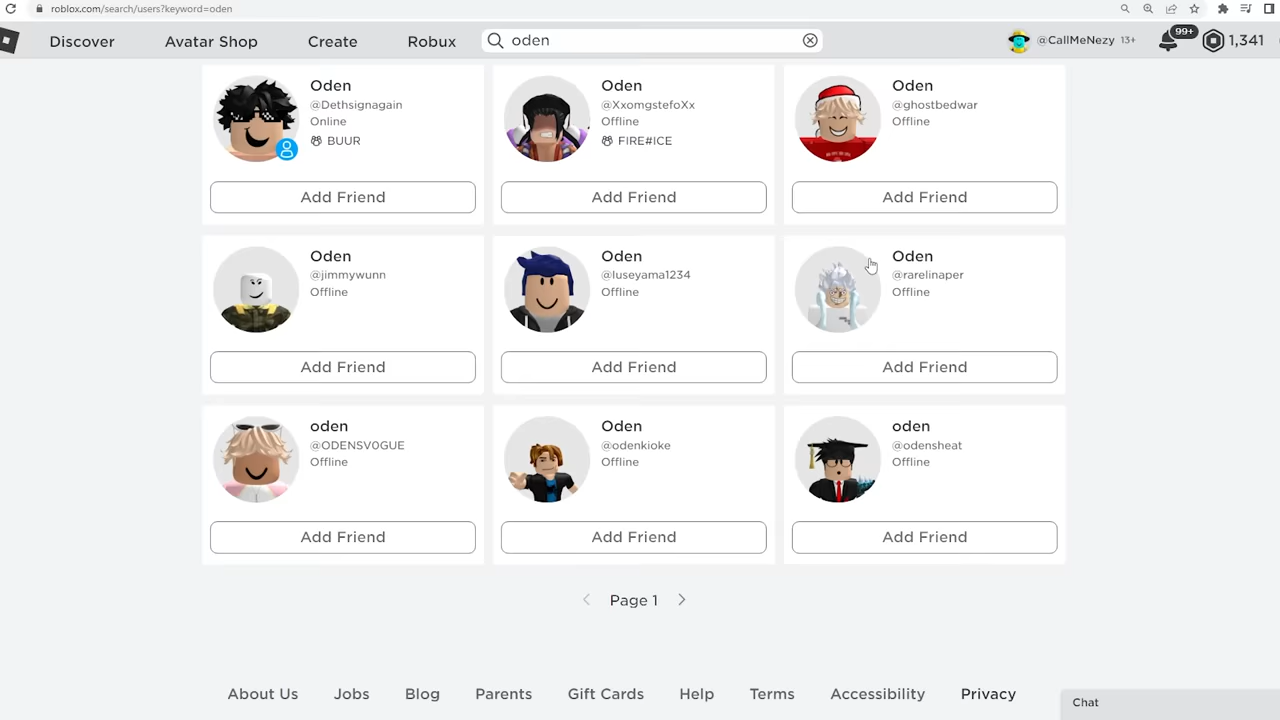 roblox.com/search/users?keyword=oden
Discover Avatar Shop Create Robux oden @CallMeNezy 13+ 99+ 1,341
Oden
@Dethsignagain
Online
BUUR
Add Friend
Oden
@XxomgstefoXx
Offline
FIRE#ICE
Add Friend
Oden
@ghostbedwar
Offline
Add Friend
Oden
@jimmywunn
Offline
Add Friend
Oden
@luseyama1234
Offline
Add Friend
Oden
@rarelinaper
Offline
Add Friend
oden
@ODENSV0GUE
Offline
Add Friend
Oden
@odenkioke
Offline
Add Friend
oden
@odensheat
Offline
Add Friend
Page 1
About Us Jobs Blog Parents Gift Cards Help Terms Accessibility Privacy
Chat